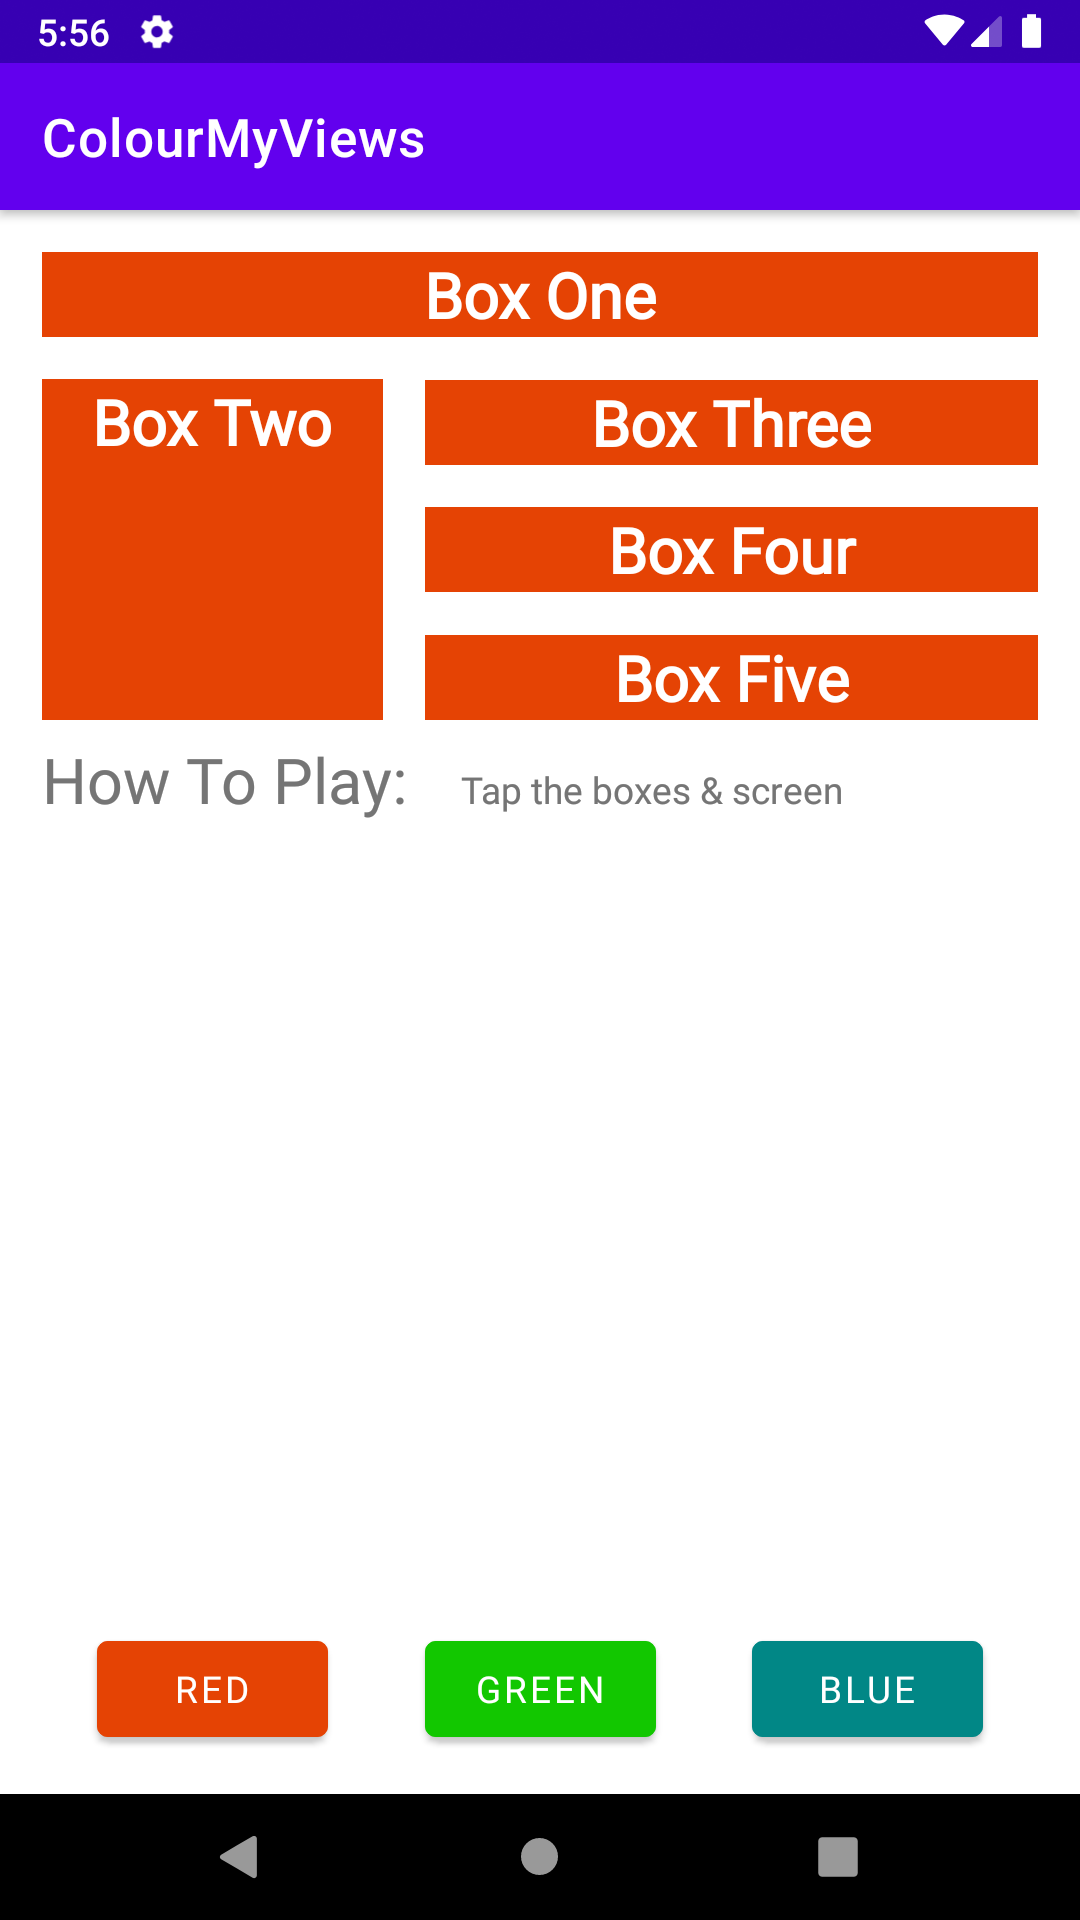 5:56
ColourMyViews
Box One
Box Two
Box Three
Box Four
Box Five
How To Play: Tap the boxes & screen
RED GREEN BLUE